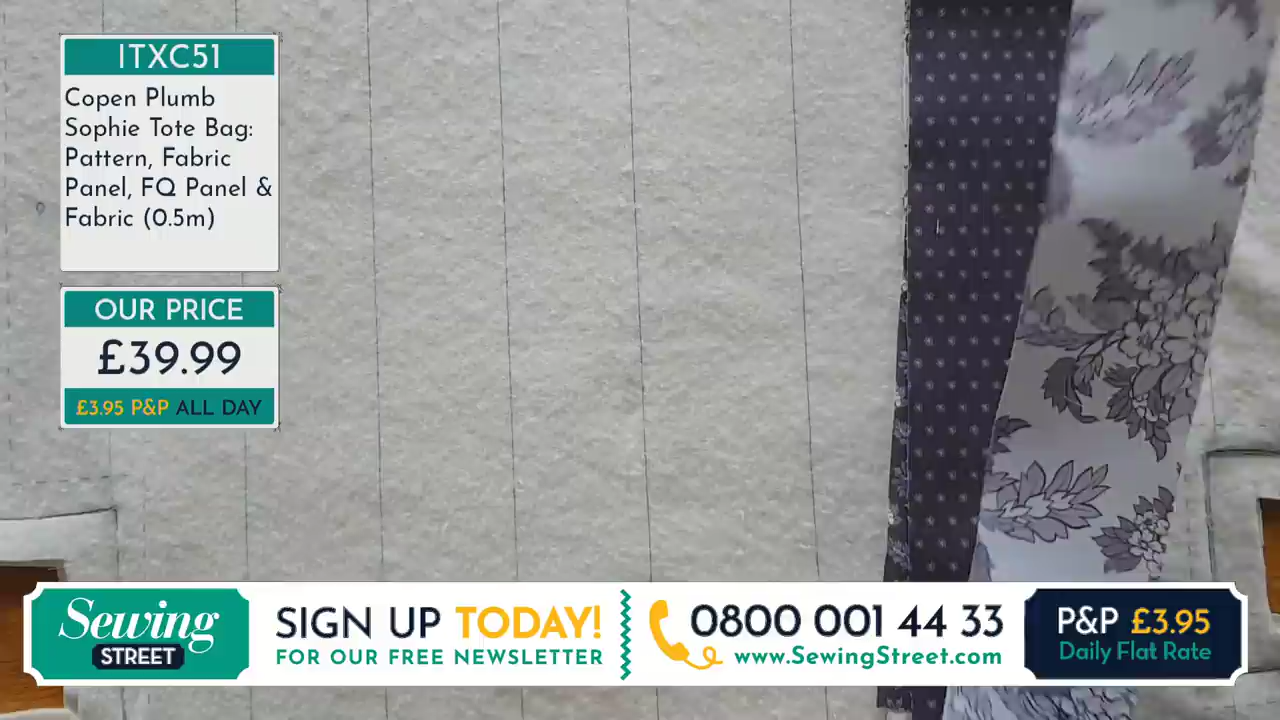 ITXC51
Copen Plumb
Sophie Tote Bag:
Pattern, Fabric
Panel, FQ Panel &
Fabric (0.5m)
OUR PRICE
£39.99
£3.95 P&P ALL DAY
Sewing
STREET
SIGN UP TODAY!
FOR OUR FREE NEWSLETTER
0800 001 44 33
www.SewingStreet.com
P&P £3.95
Daily Flat Rate